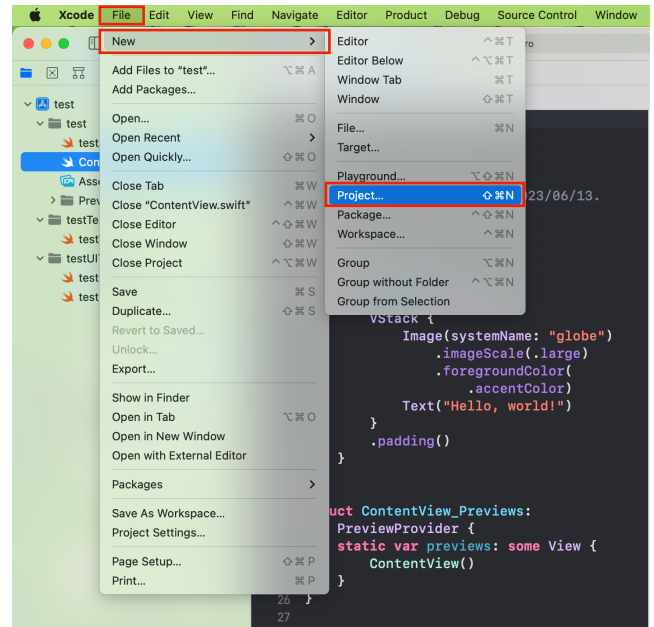 Xcode File Edit View Find Navigate Editor Product Debug Source Control Window
New >
Add Files to “test”... ⌥⌘A
Add Packages...
Open... ⌘O
Open Recent >
Open Quickly... ⇧⌘O
Close Tab ⌘W
Close “ContentView.swift” ^⌘W
Close Editor ^⇧⌘W
Close Window ⇧⌘W
Close Project ^⌥⌘W
Save ⌘S
Duplicate... ⇧⌘S
Revert to Saved...
Unlock...
Export...
Show in Finder
Open in Tab ⌥⌘O
Open in New Window
Open with External Editor
Packages >
Save As Workspace...
Project Settings...
Page Setup... ⇧⌘P
Print... ⌘P
Editor ^⌘T
Editor Below ^⌥⌘T
Window Tab ⌘T
Window ⇧⌘T
File... ⌘N
Target...
Playground... ⌥⇧⌘N
Project... ⇧⌘N
Package... ^⇧⌘N
Workspace... ^⌘N
Group ⌥⌘N
Group without Folder ^⌥⌘N
Group from Selection
ro
test
test
test
Con
Asse
Prev
testTe
test
testUI
test
test
23/06/13.
VStack {
Image(systemName: "globe")
.imageScale(.large)
.foregroundColor(
.accentColor)
Text("Hello, world!")
}
.padding()
}
uct ContentView_Previews:
PreviewProvider {
static var previews: some View {
ContentView()
}
26 }
27